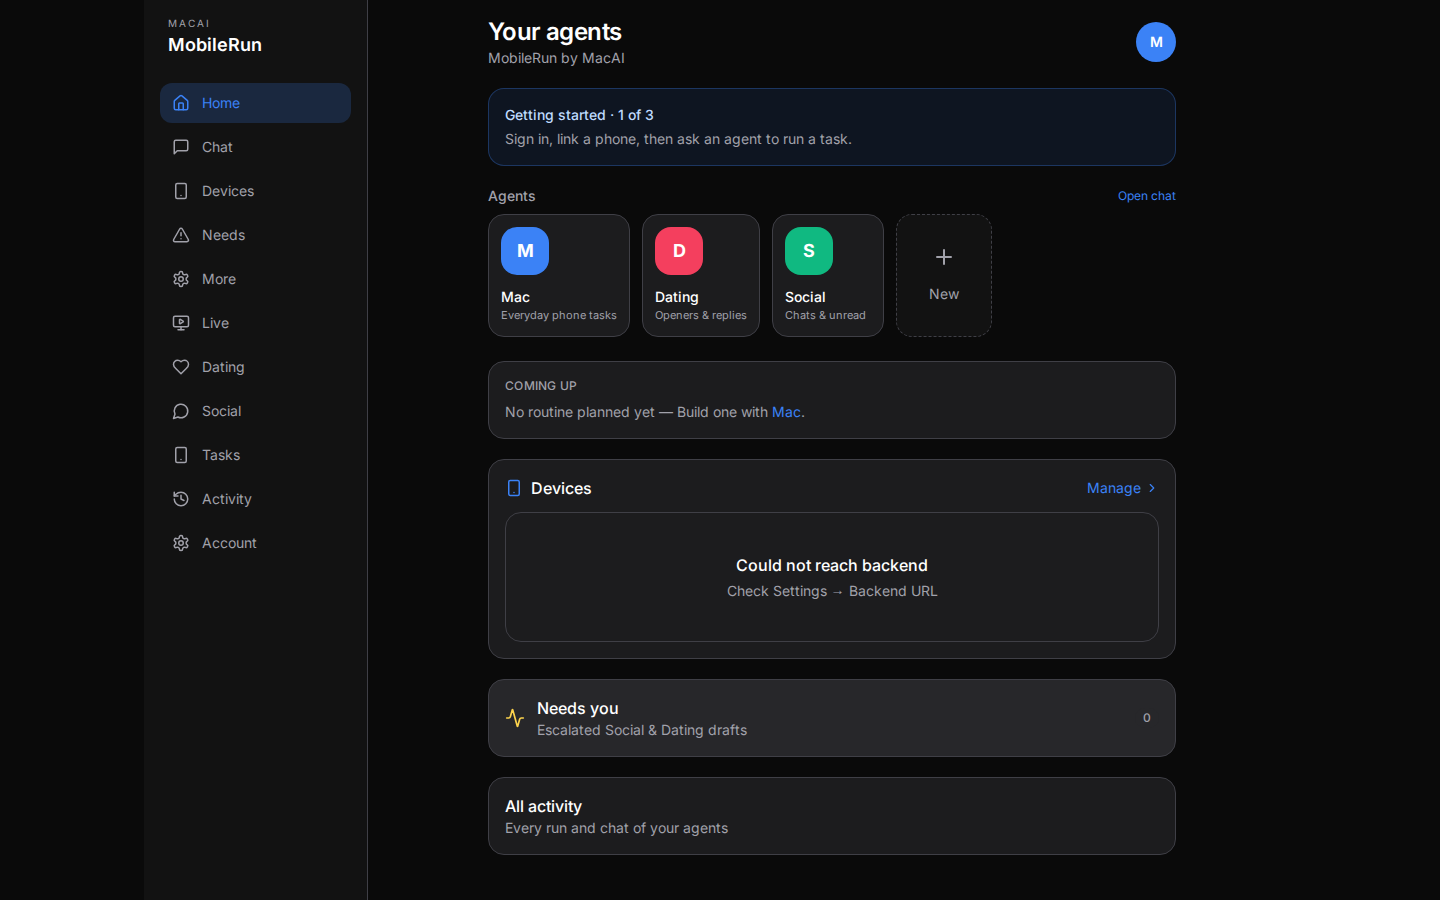 MACAI
MobileRun
Home
Chat
Devices
Needs
More
Live
Dating
Social
Tasks
Activity
Account
Your agents
MobileRun by MacAI
M
Getting started · 1 of 3
Sign in, link a phone, then ask an agent to run a task.
Agents
Open chat
M
Mac
Everyday phone tasks
D
Dating
Openers & replies
S
Social
Chats & unread
New
COMING UP
No routine planned yet — Build one with Mac.
Devices
Manage
Could not reach backend
Check Settings → Backend URL
Needs you
Escalated Social & Dating drafts
0
All activity
Every run and chat of your agents